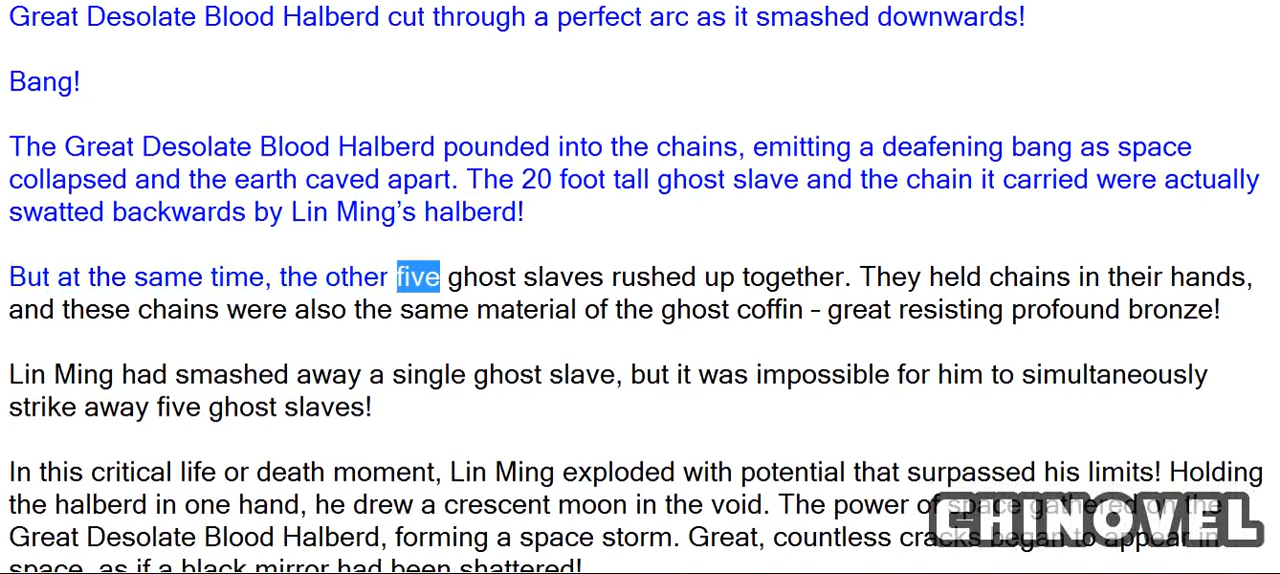 Great Desolate Blood Halberd cut through a perfect arc as it smashed downwards!
Bang!
The Great Desolate Blood Halberd pounded into the chains, emitting a deafening bang as space
collapsed and the earth caved apart. The 20 foot tall ghost slave and the chain it carried were actually
swatted backwards by Lin Ming’s halberd!
But at the same time, the other five ghost slaves rushed up together. They held chains in their hands,
and these chains were also the same material of the ghost coffin – great resisting profound bronze!
Lin Ming had smashed away a single ghost slave, but it was impossible for him to simultaneously
strike away five ghost slaves!
In this critical life or death moment, Lin Ming exploded with potential that surpassed his limits! Holding
the halberd in one hand, he drew a crescent moon in the void. The power of space gathered on the
Great Desolate Blood Halberd, forming a space storm. Great, countless cracks began to appear in
space, as if a black mirror had been shattered!
CHINOVEL